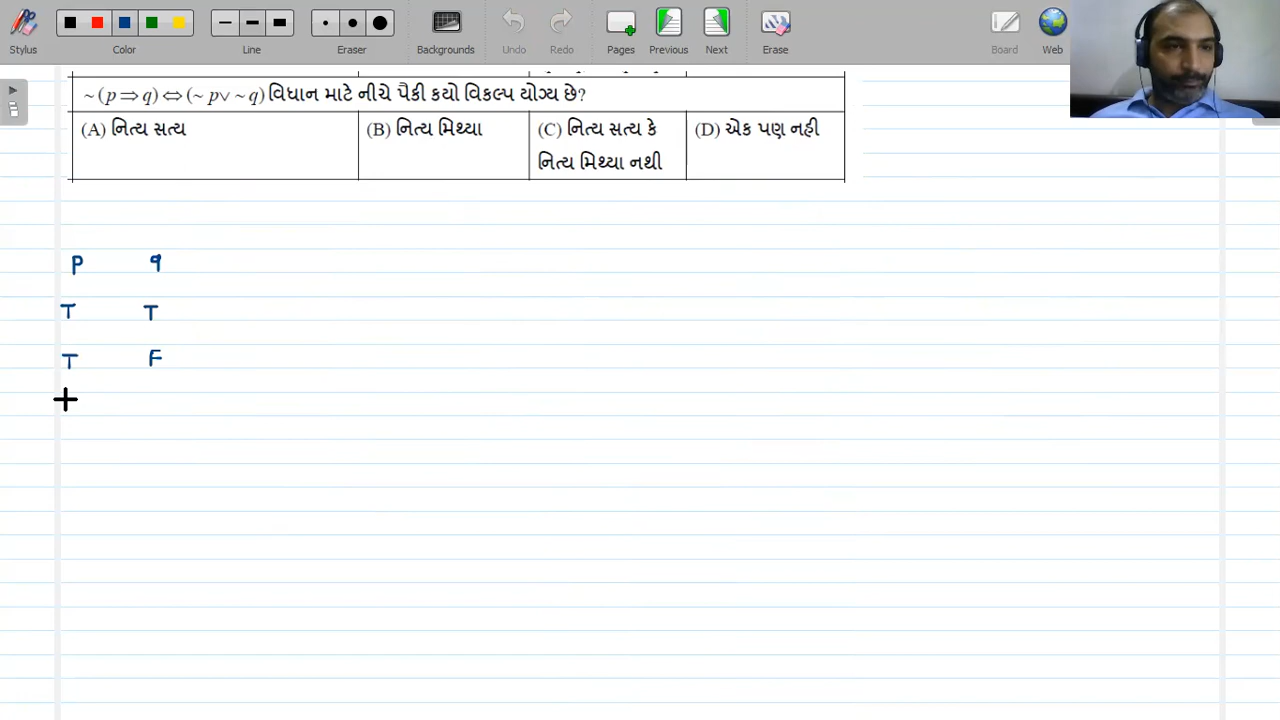 Stylus
Color
Line
Eraser
Backgrounds
Undo
Redo
Pages
Previous
Next
Erase
Board
Web
~ (p ⇒ q) ⇔ (~ p∨ ~ q) વિધાન માટે નીચે પૈકી કયો વિકલ્પ યોગ્ય છે?
(A) નિત્ય સત્ય
(B) નિત્ય મિથ્યા
(C) નિત્ય સત્ય કે
નિત્ય મિથ્યા નથી
(D) એક પણ નહી
p q
T T
T F